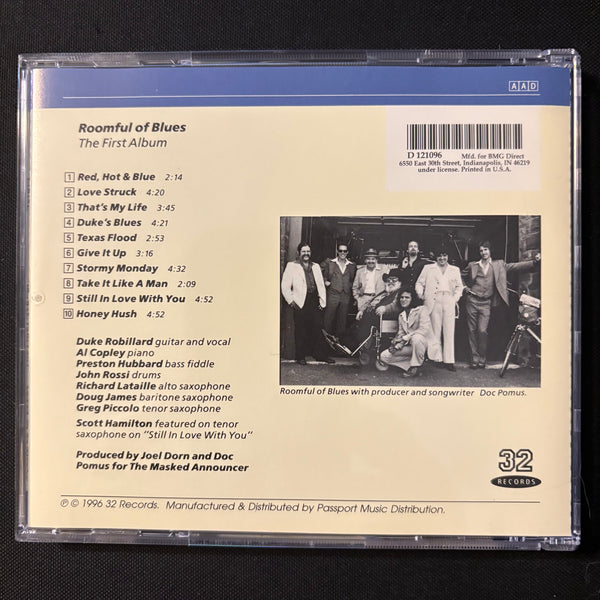 AAD
Roomful of Blues
The First Album
D 121096 Mfd. for BMG Direct
6550 East 30th Street, Indianapolis, IN 46219
under license. Printed in U.S.A.
1 Red, Hot & Blue 2:14
2 Love Struck 4:20
3 That's My Life 3:45
4 Duke's Blues 4:21
5 Texas Flood 2:53
6 Give It Up 3:16
7 Stormy Monday 4:32
8 Take It Like A Man 2:09
9 Still In Love With You 4:52
10 Honey Hush 4:52
Duke Robillard guitar and vocal
Al Copley piano
Preston Hubbard bass fiddle
John Rossi drums
Richard Lataille alto saxophone
Doug James baritone saxophone
Greg Piccolo tenor saxophone
Scott Hamilton featured on tenor
saxophone on "Still In Love With You"
Produced by Joel Dorn and Doc
Pomus for The Masked Announcer
Roomful of Blues with producer and songwriter Doc Pomus.
32
RECORDS
℗ © 1996 32 Records. Manufactured & Distributed by Passport Music Distribution.